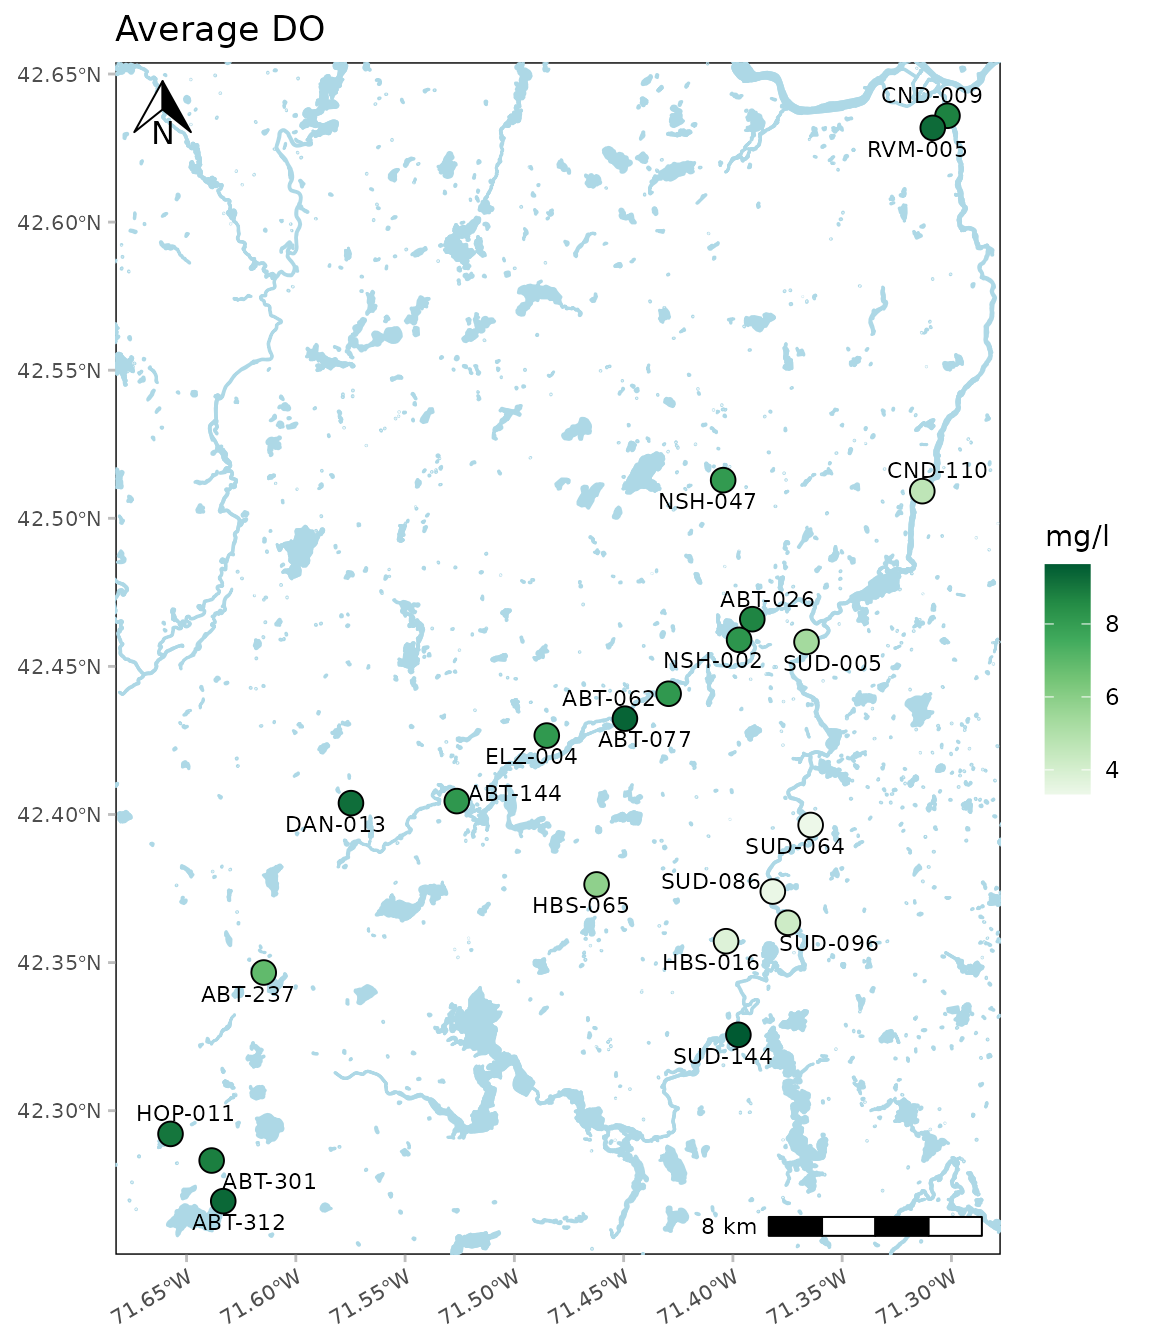 Average DO
42.65°N
42.60°N
42.55°N
42.50°N
42.45°N
42.40°N
42.35°N
42.30°N
N
CND-009
RVM-005
CND-110
NSH-047
ABT-026
NSH-002
SUD-005
ABT-062
ABT-077
ELZ-004
ABT-144
DAN-013
SUD-064
SUD-086
HBS-065
SUD-096
HBS-016
ABT-237
SUD-144
HOP-011
ABT-301
ABT-312
8 km
71.65°W
71.60°W
71.55°W
71.50°W
71.45°W
71.40°W
71.35°W
71.30°W
mg/l
8
6
4